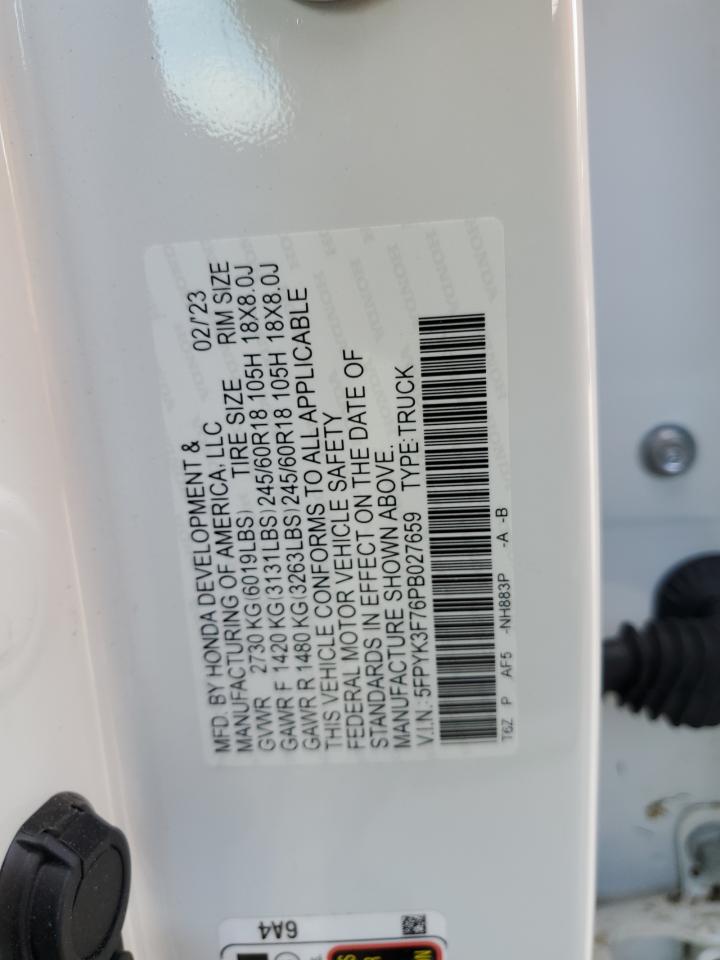 MFD. BY HONDA DEVELOPMENT &
MANUFACTURING OF AMERICA, LLC 02/'23
GVWR 2730 KG(6019LBS) TIRE SIZE RIM SIZE
GAWR F 1420 KG(3131LBS) 245/60R18 105H 18X8.0J
GAWR R 1480 KG(3263LBS) 245/60R18 105H 18X8.0J
THIS VEHICLE CONFORMS TO ALL APPLICABLE
FEDERAL MOTOR VEHICLE SAFETY
STANDARDS IN EFFECT ON THE DATE OF
MANUFACTURE SHOWN ABOVE.
V.I.N.: 5FPYK3F76PB027659 TYPE: TRUCK
T6Z P AF5 -NH883P -A -B
6A4